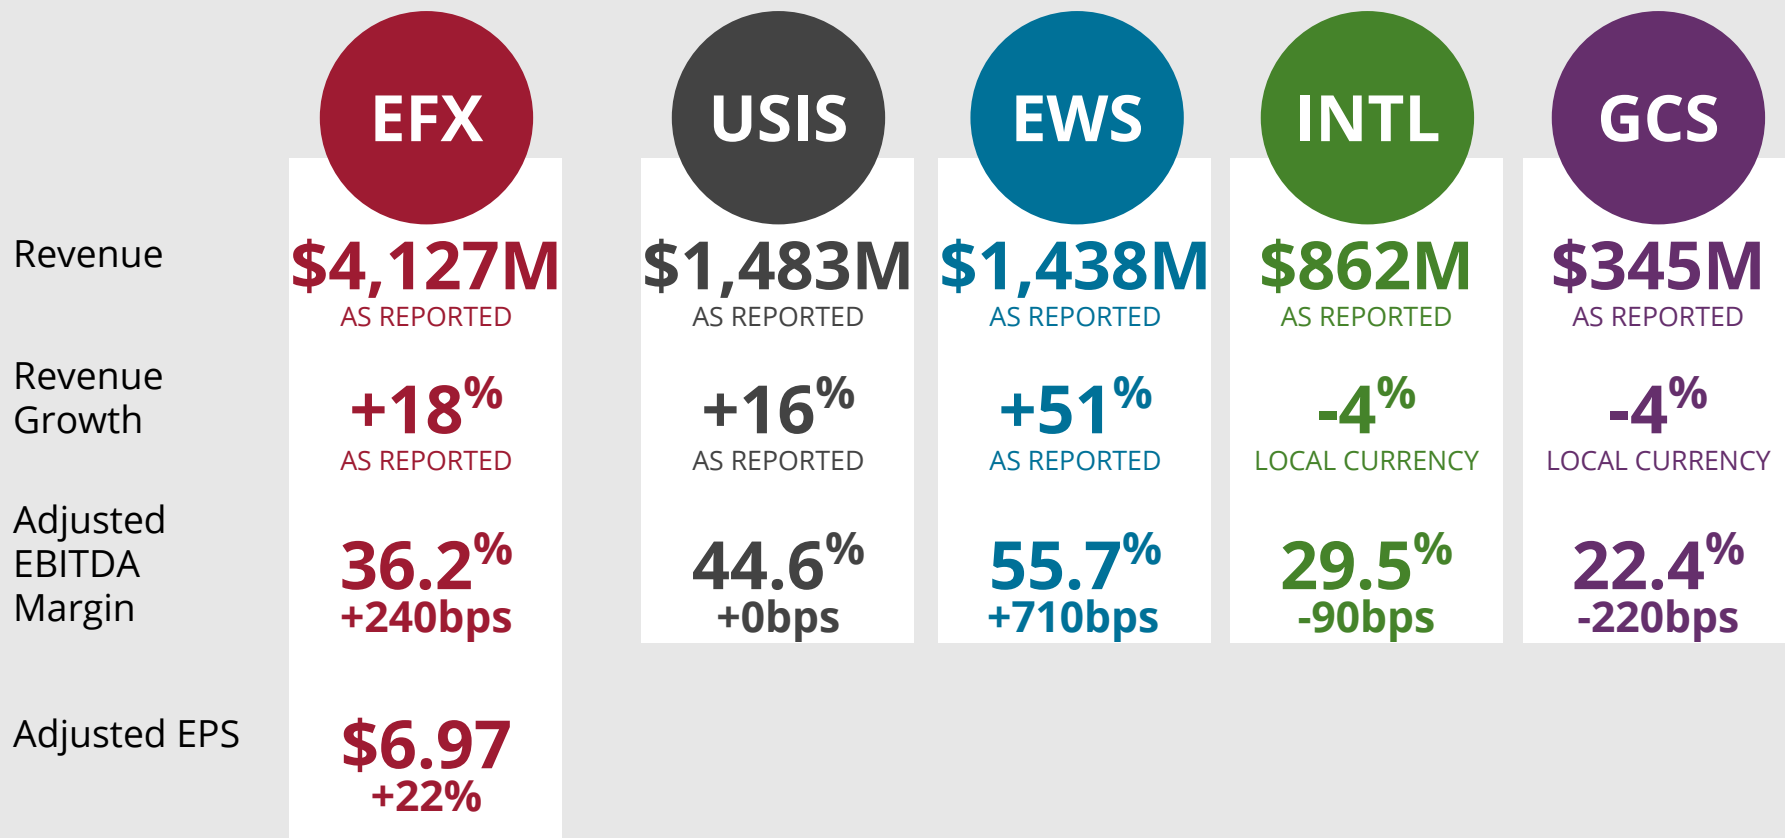 EFX USIS EWS INTL GCS
Revenue $4,127M $1,483M $1,438M $862M $345M
AS REPORTED AS REPORTED AS REPORTED AS REPORTED AS REPORTED
Revenue
Growth +18% +16% +51% -4% -4%
AS REPORTED AS REPORTED AS REPORTED LOCAL CURRENCY LOCAL CURRENCY
Adjusted
EBITDA 36.2% 44.6% 55.7% 29.5% 22.4%
Margin +240bps +0bps +710bps -90bps -220bps
Adjusted EPS $6.97
+22%